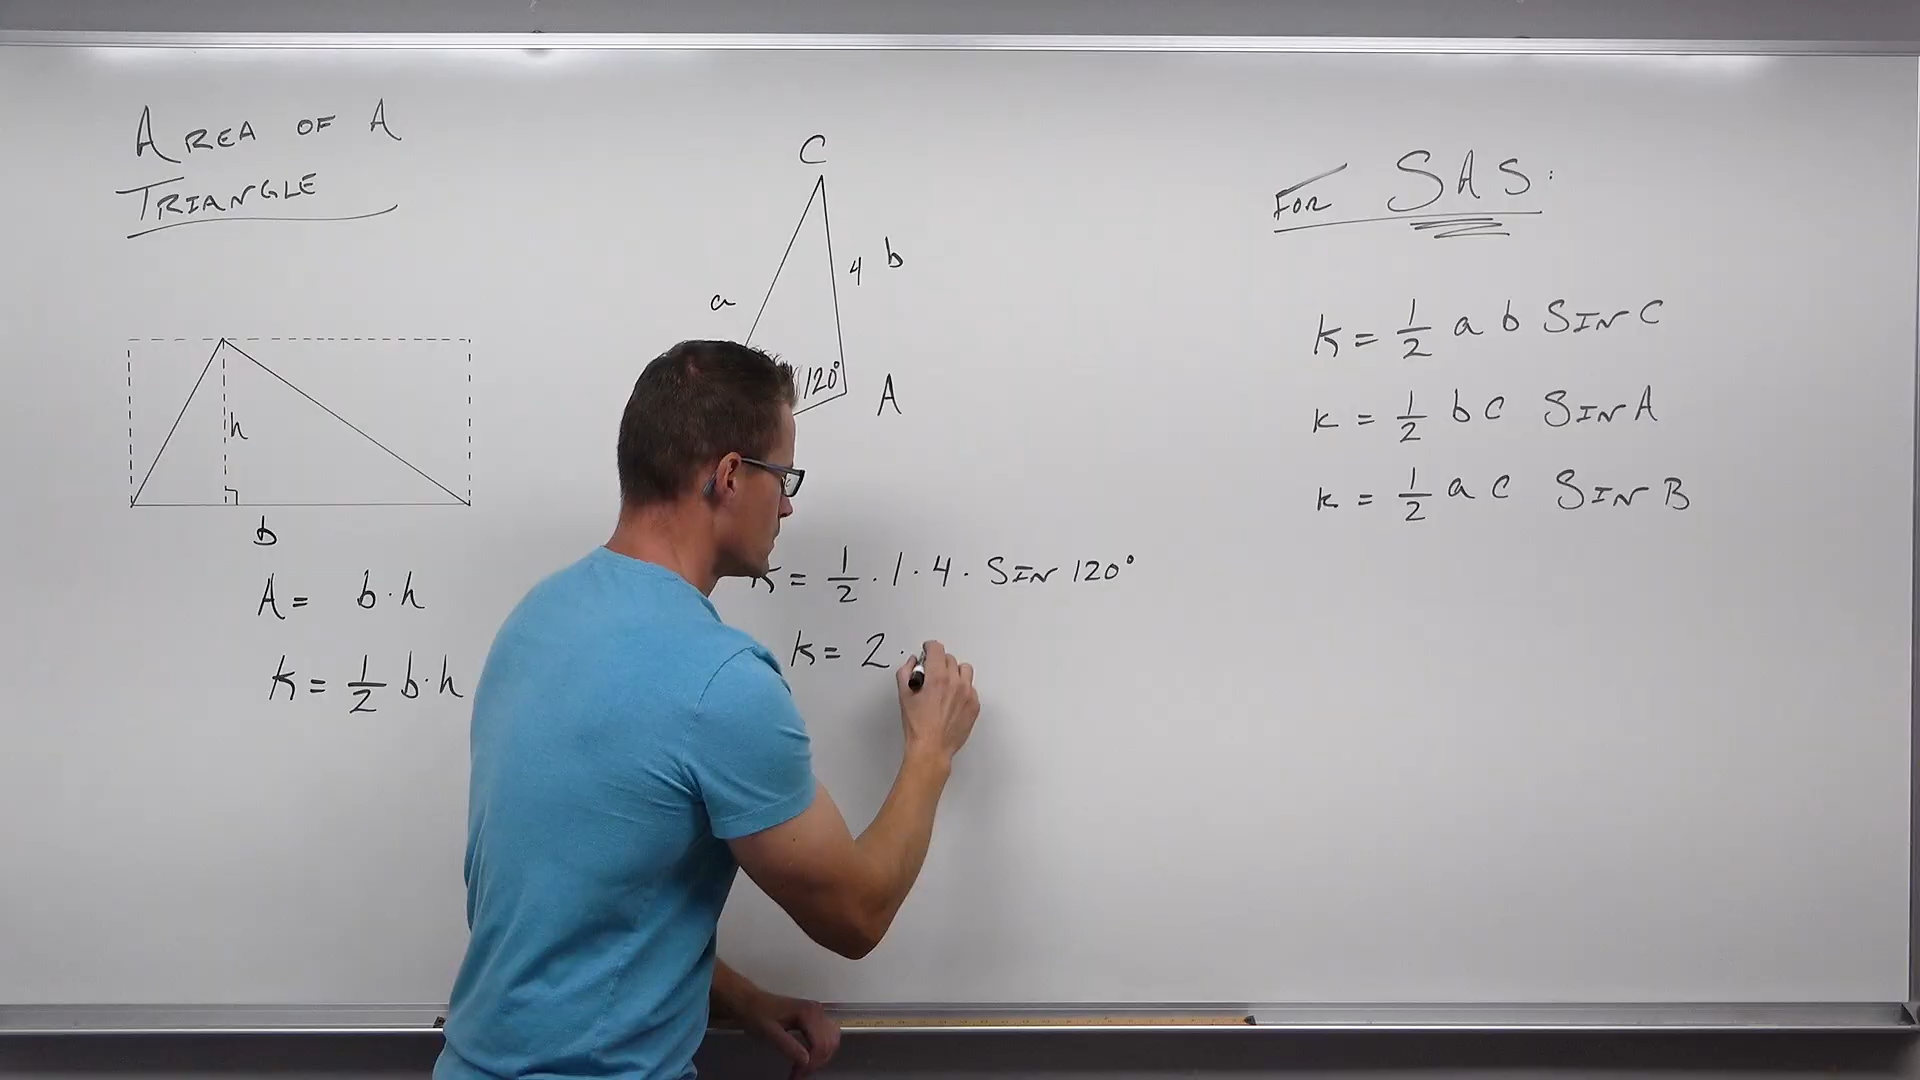 AREA OF A
TRIANGLE
h
b
A = b·h
K = 1/2 b·h
C
a
4 b
120°
A
K = 1/2 · 1 · 4 · SIN 120°
K = 2 ·
FOR SAS:
K = 1/2 a b SIN C
K = 1/2 b c SIN A
K = 1/2 a c SIN B